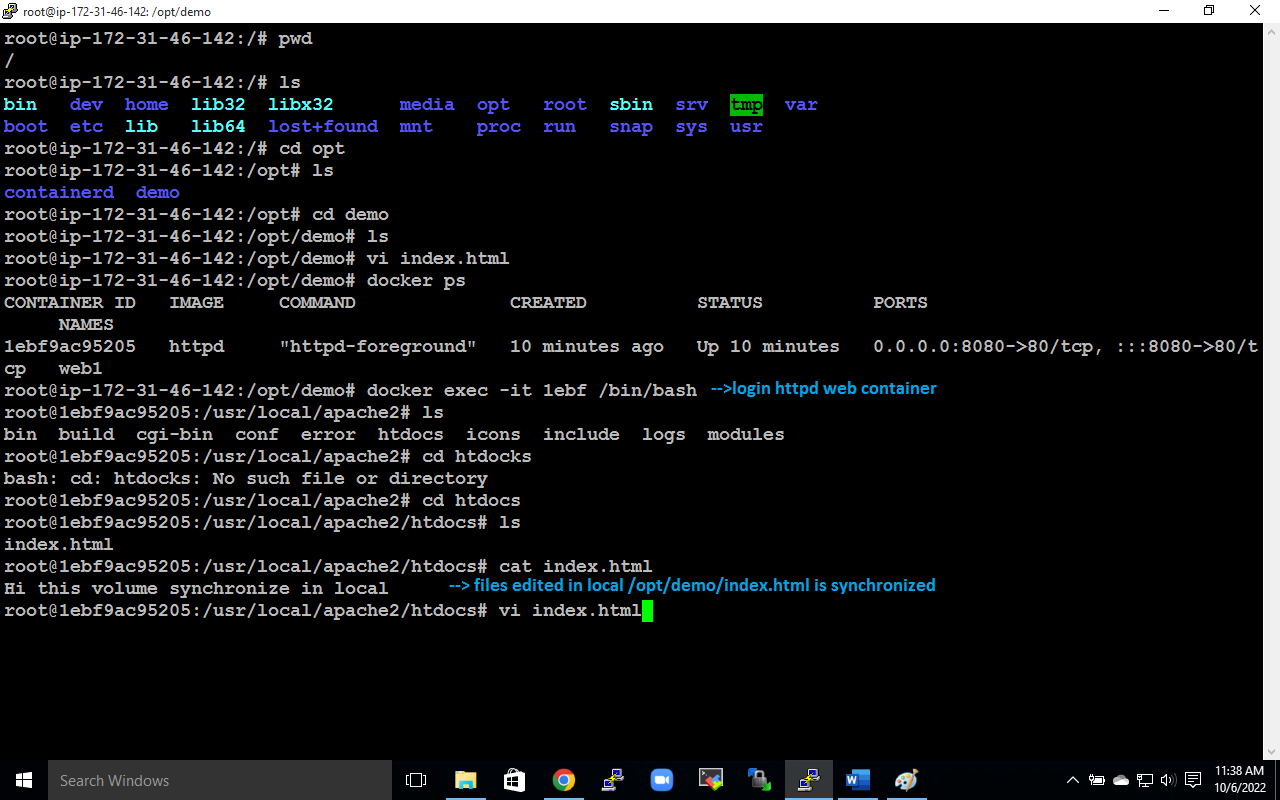 root@ip-172-31-46-142: /opt/demo
root@ip-172-31-46-142:/# pwd
/
root@ip-172-31-46-142:/# ls
bin   dev  home  lib32  libx32      media  opt   root  sbin  srv  tmp  var
boot  etc  lib   lib64  lost+found  mnt    proc  run   snap  sys  usr
root@ip-172-31-46-142:/# cd opt
root@ip-172-31-46-142:/opt# ls
containerd  demo
root@ip-172-31-46-142:/opt# cd demo
root@ip-172-31-46-142:/opt/demo# ls
root@ip-172-31-46-142:/opt/demo# vi index.html
root@ip-172-31-46-142:/opt/demo# docker ps
CONTAINER ID   IMAGE     COMMAND              CREATED          STATUS          PORTS
     NAMES
1ebf9ac95205   httpd     "httpd-foreground"   10 minutes ago   Up 10 minutes   0.0.0.0:8080->80/tcp, :::8080->80/t
cp   web1
root@ip-172-31-46-142:/opt/demo# docker exec -it 1ebf /bin/bash -->login httpd web container
root@1ebf9ac95205:/usr/local/apache2# ls
bin  build  cgi-bin  conf  error  htdocs  icons  include  logs  modules
root@1ebf9ac95205:/usr/local/apache2# cd htdocks
bash: cd: htdocks: No such file or directory
root@1ebf9ac95205:/usr/local/apache2# cd htdocs
root@1ebf9ac95205:/usr/local/apache2/htdocs# ls
index.html
root@1ebf9ac95205:/usr/local/apache2/htdocs# cat index.html
Hi this volume synchronize in local --> files edited in local /opt/demo/index.html is synchronized
root@1ebf9ac95205:/usr/local/apache2/htdocs# vi index.html
Search Windows
11:38 AM
10/6/2022